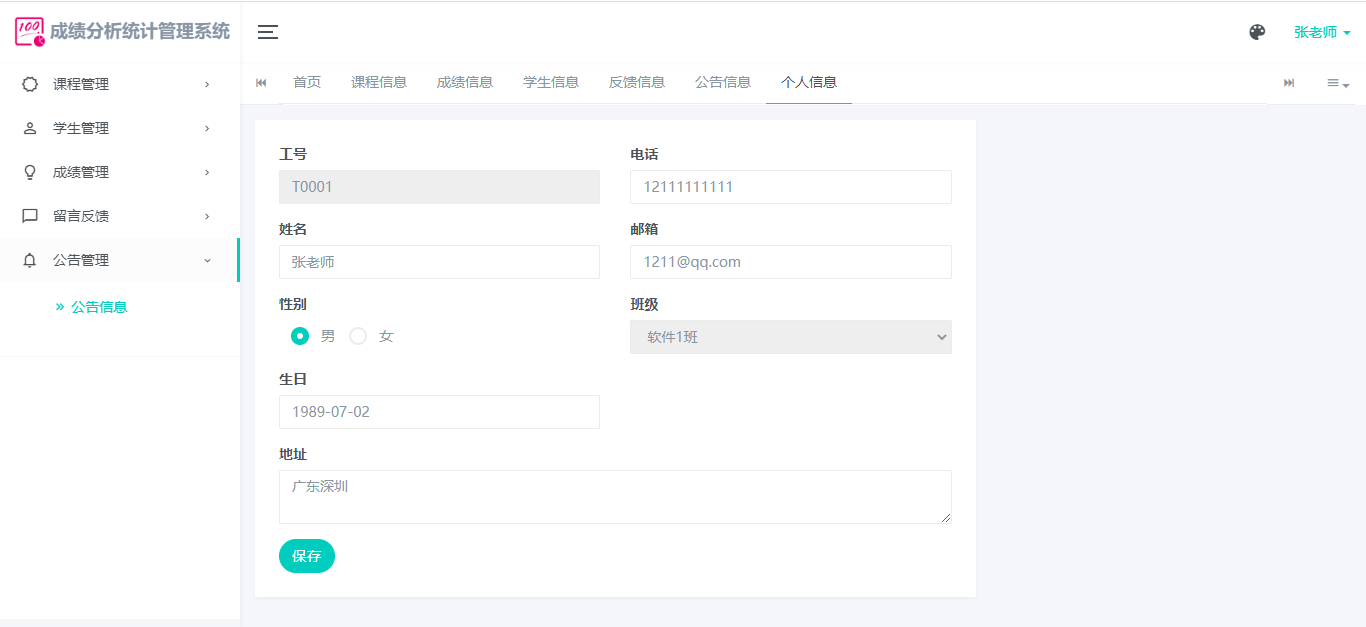 100 成绩分析统计管理系统
张老师
课程管理
学生管理
成绩管理
留言反馈
公告管理
» 公告信息
首页 课程信息 成绩信息 学生信息 反馈信息 公告信息 个人信息
工号
T0001
电话
12111111111
姓名
张老师
邮箱
1211@qq.com
性别
男 女
班级
软件1班
生日
1989-07-02
地址
广东深圳
保存